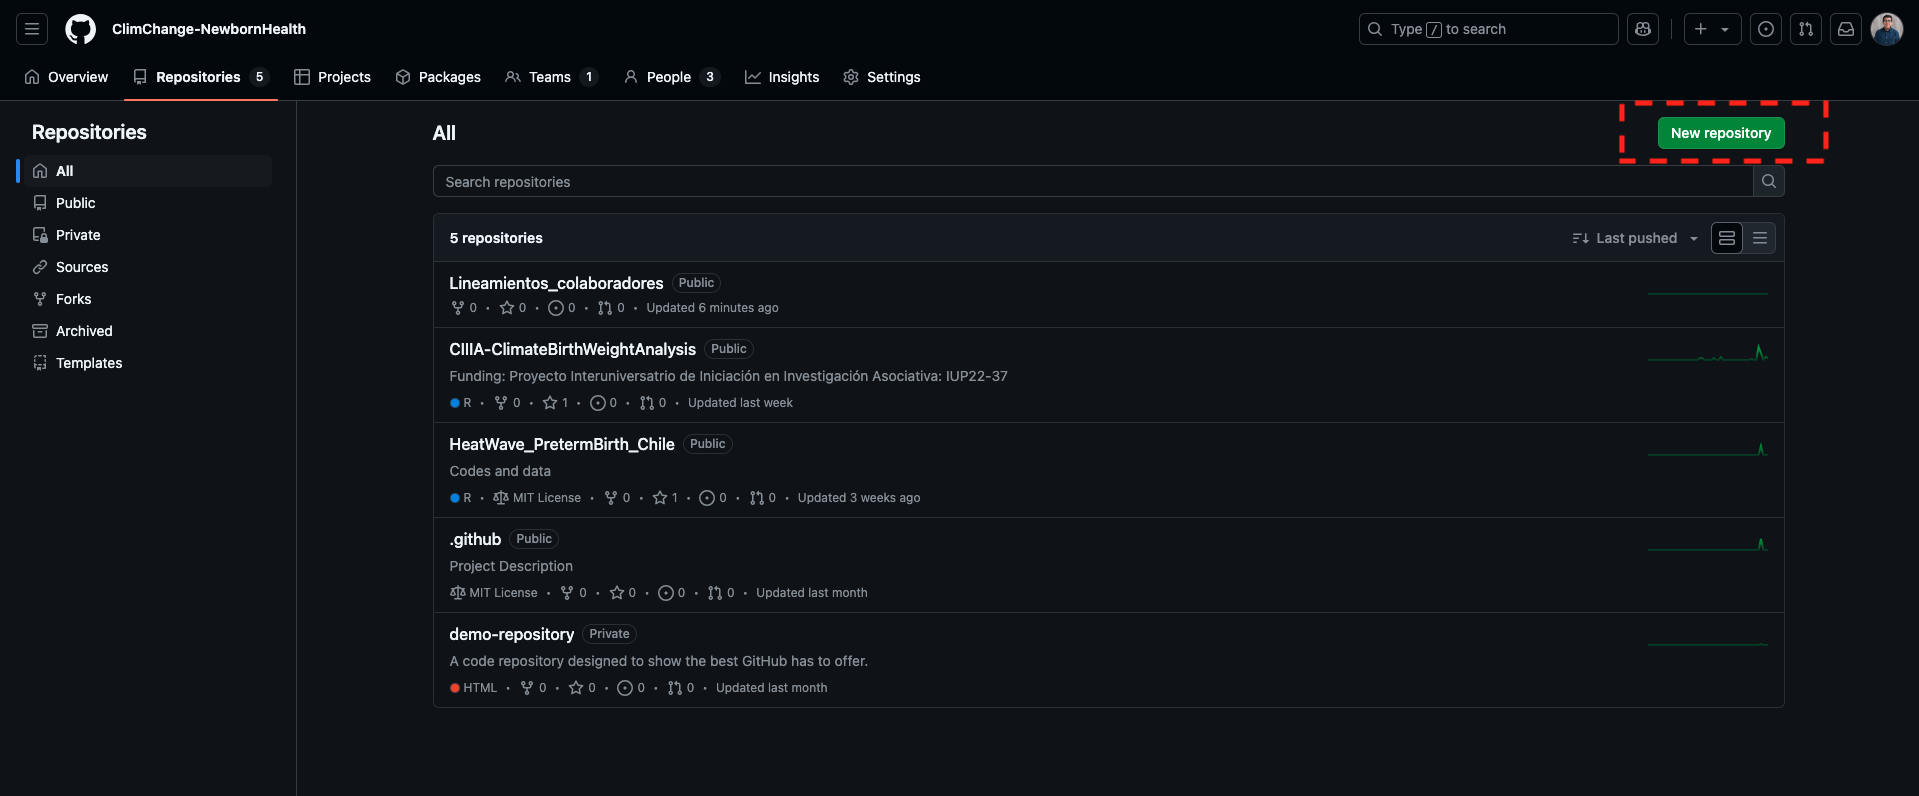 ClimChange-NewbornHealth
Type / to search
Overview
Repositories 5
Projects
Packages
Teams 1
People 3
Insights
Settings
Repositories
All
Public
Private
Sources
Forks
Archived
Templates
All
New repository
Search repositories
5 repositories
Last pushed
Lineamientos_colaboradores Public
0 · 0 · 0 · 0 · Updated 6 minutes ago
CIIIA-ClimateBirthWeightAnalysis Public
Funding: Proyecto Interuniversatrio de Iniciación en Investigación Asociativa: IUP22-37
R · 0 · 1 · 0 · 0 · Updated last week
HeatWave_PretermBirth_Chile Public
Codes and data
R · MIT License · 0 · 1 · 0 · 0 · Updated 3 weeks ago
.github Public
Project Description
MIT License · 0 · 0 · 0 · 0 · Updated last month
demo-repository Private
A code repository designed to show the best GitHub has to offer.
HTML · 0 · 0 · 0 · 0 · Updated last month